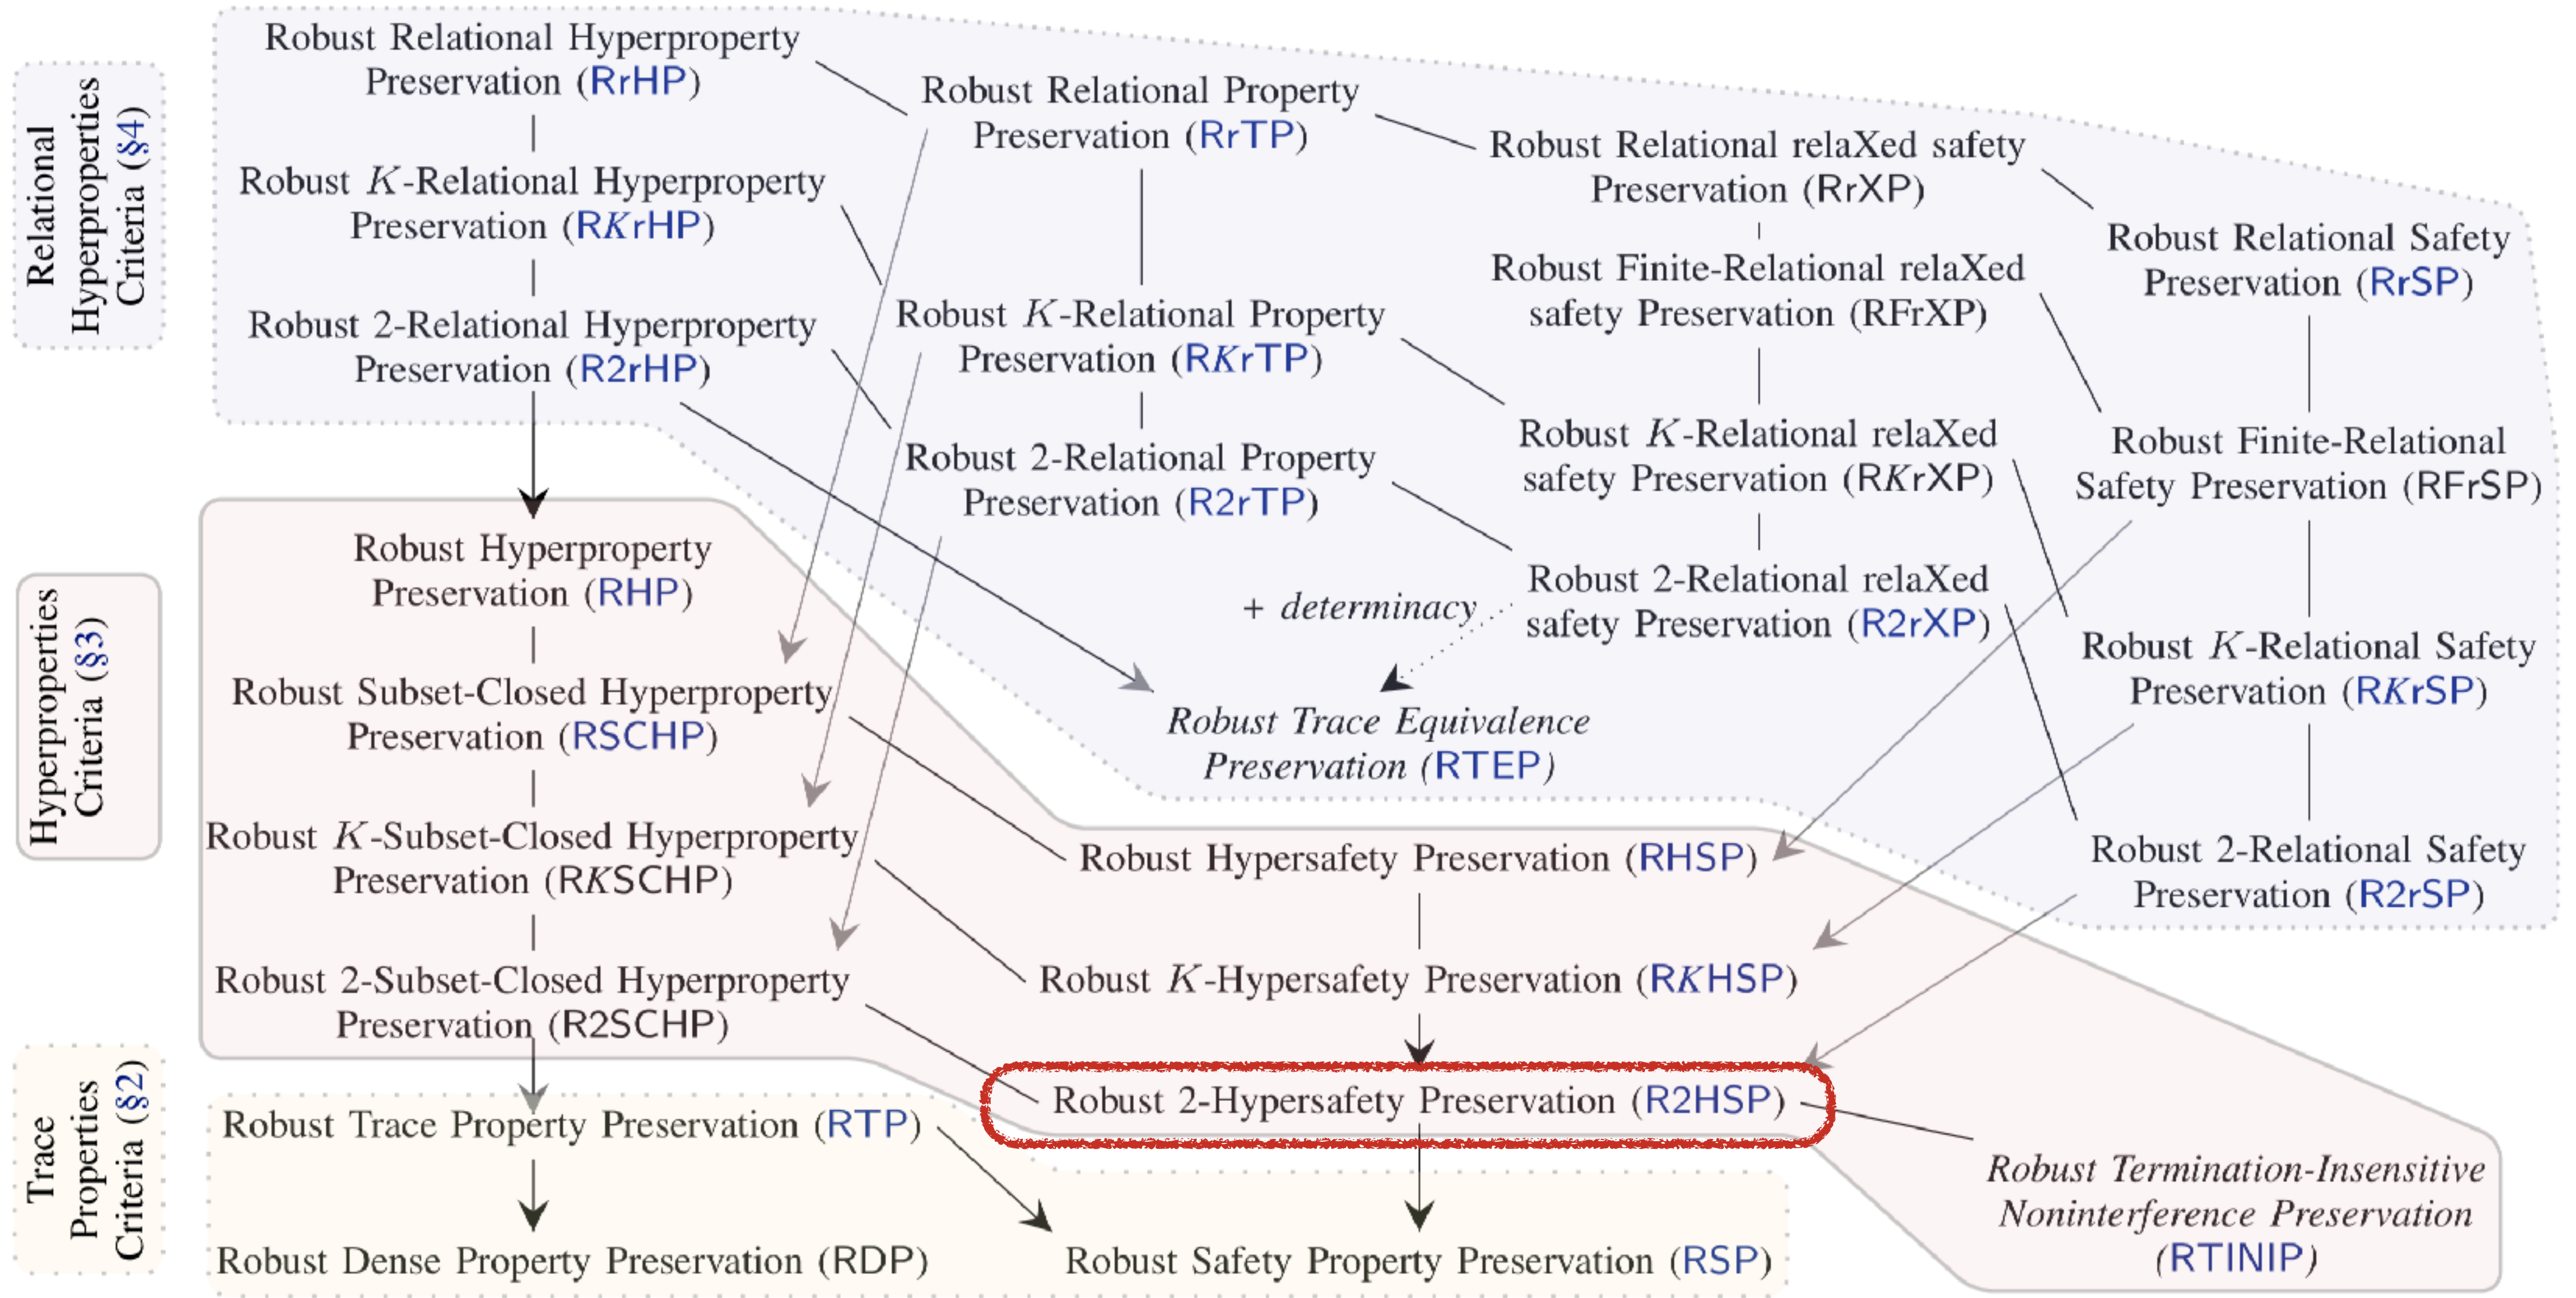 Relational
Hyperproperties
Criteria (§4)
Robust Relational Hyperproperty
Preservation (RrHP)
Robust K-Relational Hyperproperty
Preservation (RKrHP)
Robust 2-Relational Hyperproperty
Preservation (R2rHP)
Robust Relational Property
Preservation (RrTP)
Robust K-Relational Property
Preservation (RKrTP)
Robust 2-Relational Property
Preservation (R2rTP)
Robust Relational relaXed safety
Preservation (RrXP)
Robust Finite-Relational relaXed
safety Preservation (RFrXP)
Robust K-Relational relaXed
safety Preservation (RKrXP)
Robust 2-Relational relaXed
safety Preservation (R2rXP)
+ determinacy
Robust Trace Equivalence
Preservation (RTEP)
Robust Relational Safety
Preservation (RrSP)
Robust Finite-Relational
Safety Preservation (RFrSP)
Robust K-Relational Safety
Preservation (RKrSP)
Robust 2-Relational Safety
Preservation (R2rSP)
Hyperproperties
Criteria (§3)
Robust Hyperproperty
Preservation (RHP)
Robust Subset-Closed Hyperproperty
Preservation (RSCHP)
Robust K-Subset-Closed Hyperproperty
Preservation (RKSCHP)
Robust 2-Subset-Closed Hyperproperty
Preservation (R2SCHP)
Robust Hypersafety Preservation (RHSP)
Robust K-Hypersafety Preservation (RKHSP)
Robust 2-Hypersafety Preservation (R2HSP)
Robust Termination-Insensitive
Noninterference Preservation
(RTINIP)
Trace
Properties
Criteria (§2)
Robust Trace Property Preservation (RTP)
Robust Dense Property Preservation (RDP)
Robust Safety Property Preservation (RSP)